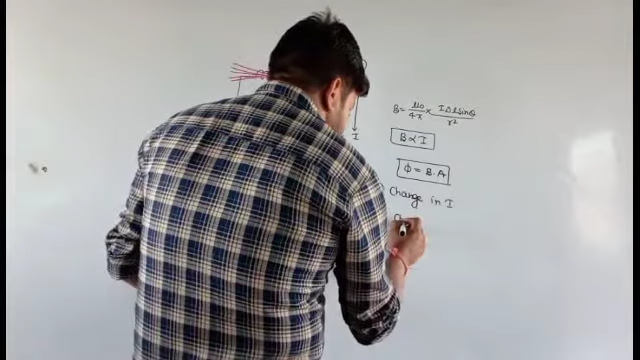 I
B = μ0/4π × IΔl sinθ/r²
B ∝ I
Φ = B.A
Change in I